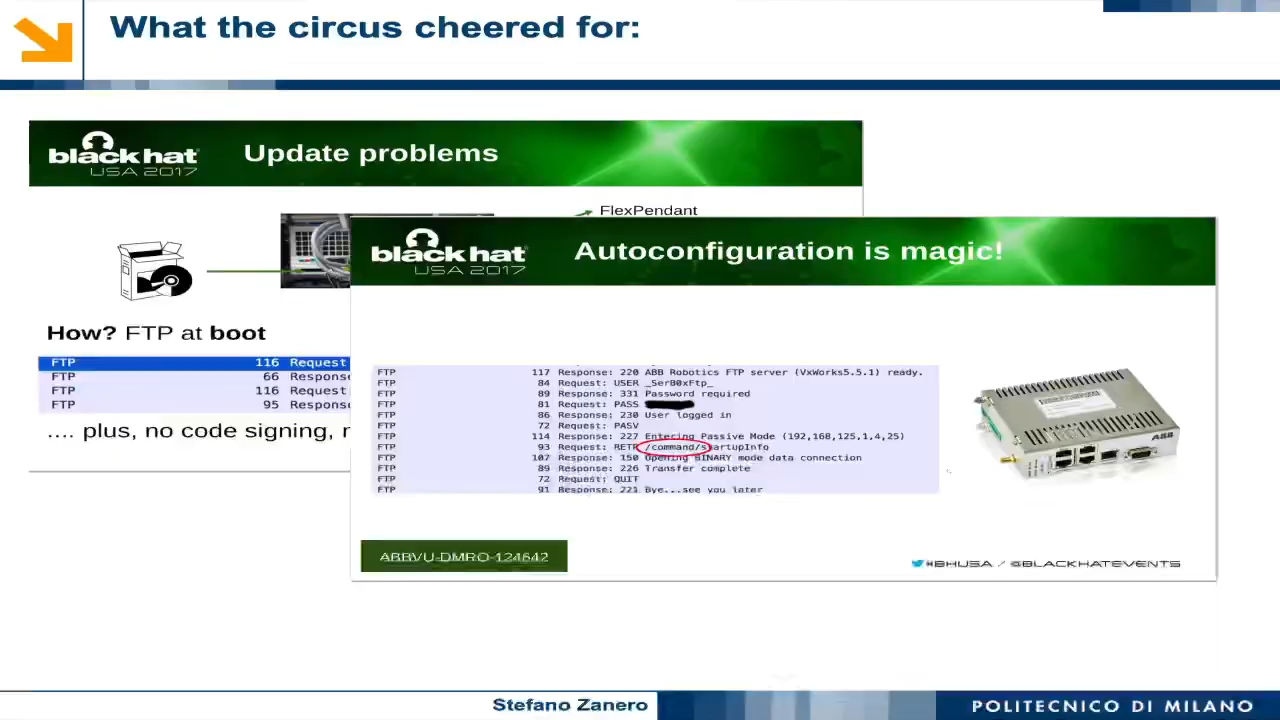 What the circus cheered for:
black hat
USA 2017
Update problems
FlexPendant
How? FTP at boot
FTP 116 Request
FTP 66 Respons
FTP 116 Request
FTP 95 Respons
.... plus, no code signing,
black hat
USA 2017
Autoconfiguration is magic!
FTP 117 Response: 220 ABB Robotics FTP server (VxWorks5.5.1) ready.
FTP 84 Request: USER _SerB0xFtp_
FTP 89 Response: 331 Password required
FTP 81 Request: PASS
FTP 86 Response: 230 User logged in
FTP 72 Request: PASV
FTP 114 Response: 227 Entering Passive Mode (192,168,125,1,4,25)
FTP 93 Request: RETR /command/startupInfo
FTP 107 Response: 150 Opening BINARY mode data connection
FTP 89 Response: 226 Transfer complete
FTP 72 Request: QUIT
FTP 91 Response: 221 Bye...see you later
ABB
ABBVU-DMRO-124642
#BHUSA / @BLACKHATEVENTS
Stefano Zanero
POLITECNICO DI MILANO